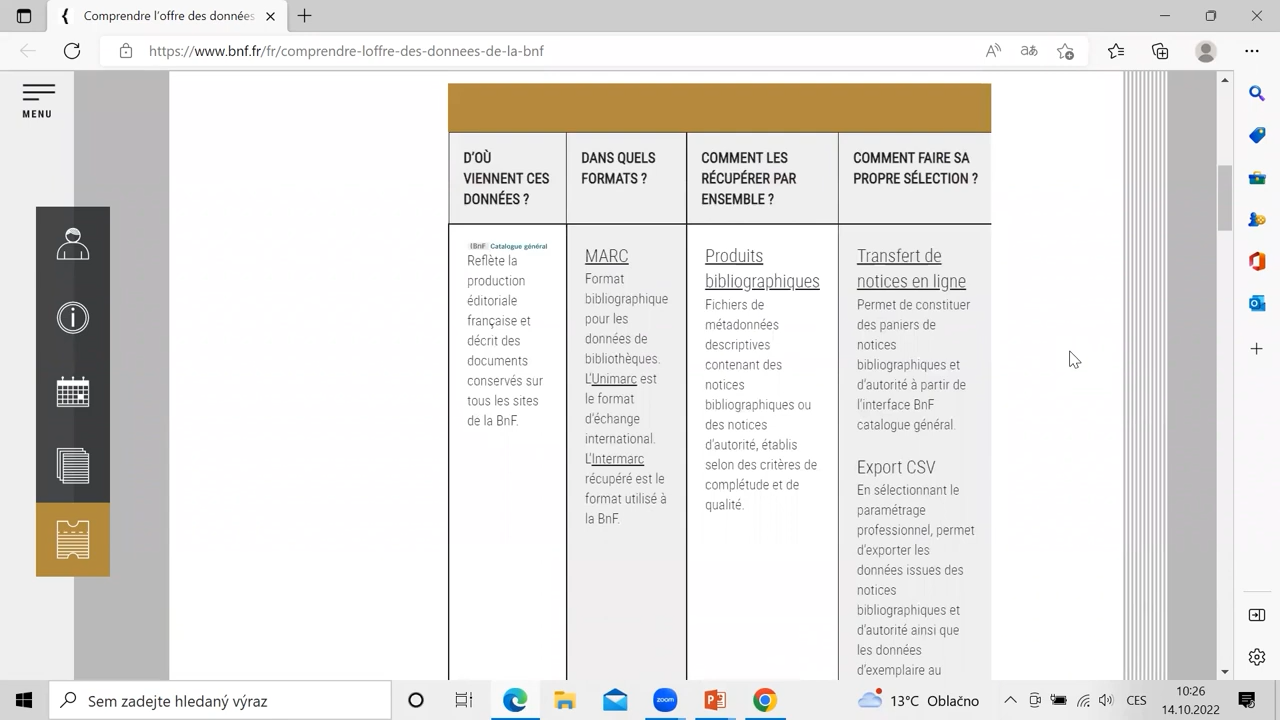 Comprendre l'offre des données
https://www.bnf.fr/fr/comprendre-loffre-des-donnees-de-la-bnf
MENU
D'OÙ
VIENNENT CES
DONNÉES ?
DANS QUELS
FORMATS ?
COMMENT LES
RÉCUPÉRER PAR
ENSEMBLE ?
COMMENT FAIRE SA
PROPRE SÉLECTION ?
{BnF Catalogue général
Reflète la
production
éditoriale
française et
décrit des
documents
conservés sur
tous les sites
de la BnF.
MARC
Format
bibliographique
pour les
données de
bibliothèques.
L'Unimarc est
le format
d'échange
international.
L'Intermarc
récupéré est le
format utilisé à
la BnF.
Produits
bibliographiques
Fichiers de
métadonnées
descriptives
contenant des
notices
bibliographiques ou
des notices
d'autorité, établis
selon des critères de
complétude et de
qualité.
Transfert de
notices en ligne
Permet de constituer
des paniers de
notices
bibliographiques et
d'autorité à partir de
l'interface BnF
catalogue général.
Export CSV
En sélectionnant le
paramétrage
professionnel, permet
d'exporter les
données issues des
notices
bibliographiques et
d'autorité ainsi que
les données
d'exemplaire au
Sem zadejte hledaný výraz
zoom
13°C Oblačno
CES
10:26
14.10.2022